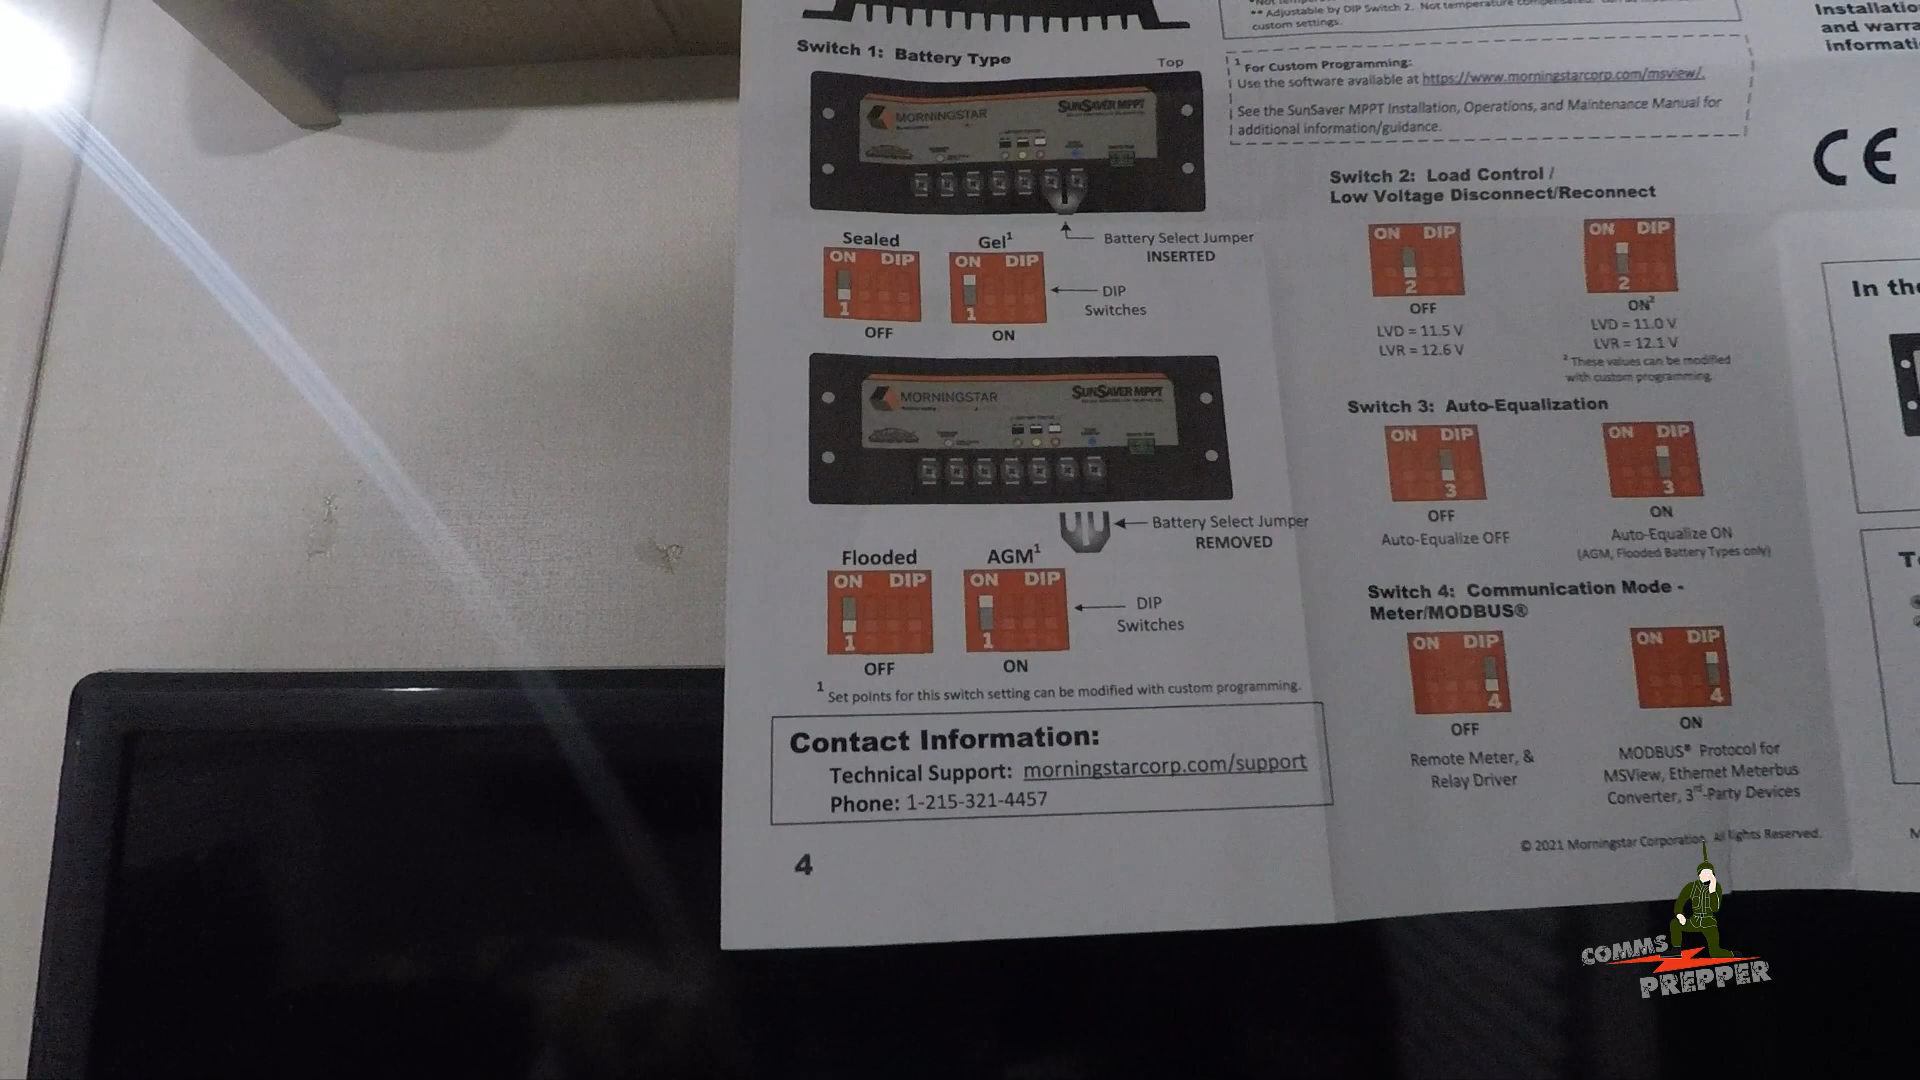 ** Adjustable by DIP Switch 2. Not temperature compensated.
custom settings.
Switch 1: Battery Type
Top
MORNINGSTAR
SUNSAVER MPPT
Battery Select Jumper
INSERTED
Sealed
ON DIP
1
OFF
Gel1
ON DIP
1
ON
DIP
Switches
MORNINGSTAR
SUNSAVER MPPT
Battery Select Jumper
REMOVED
Flooded
ON DIP
1
OFF
AGM1
ON DIP
1
ON
DIP
Switches
1 Set points for this switch setting can be modified with custom programming.
Contact Information:
Technical Support: morningstarcorp.com/support
Phone: 1-215-321-4457
4
1 For Custom Programming:
Use the software available at https://www.morningstarcorp.com/msview/.
See the SunSaver MPPT Installation, Operations, and Maintenance Manual for
additional information/guidance.
Switch 2: Load Control /
Low Voltage Disconnect/Reconnect
ON DIP
2
OFF
LVD = 11.5 V
LVR = 12.6 V
ON DIP
2
ON2
LVD = 11.0 V
LVR = 12.1 V
2 These values can be modified
with custom programming.
Switch 3: Auto-Equalization
ON DIP
3
OFF
Auto-Equalize OFF
ON DIP
3
ON
Auto-Equalize ON
(AGM, Flooded Battery Types only)
Switch 4: Communication Mode -
Meter/MODBUS®
ON DIP
4
OFF
Remote Meter, &
Relay Driver
ON DIP
4
ON
MODBUS® Protocol for
MSView, Ethernet Meterbus
Converter, 3rd-Party Devices
© 2021 Morningstar Corporation. All Rights Reserved.
Installatio
and warra
informati
CE
In the
COMMS
PREPPER